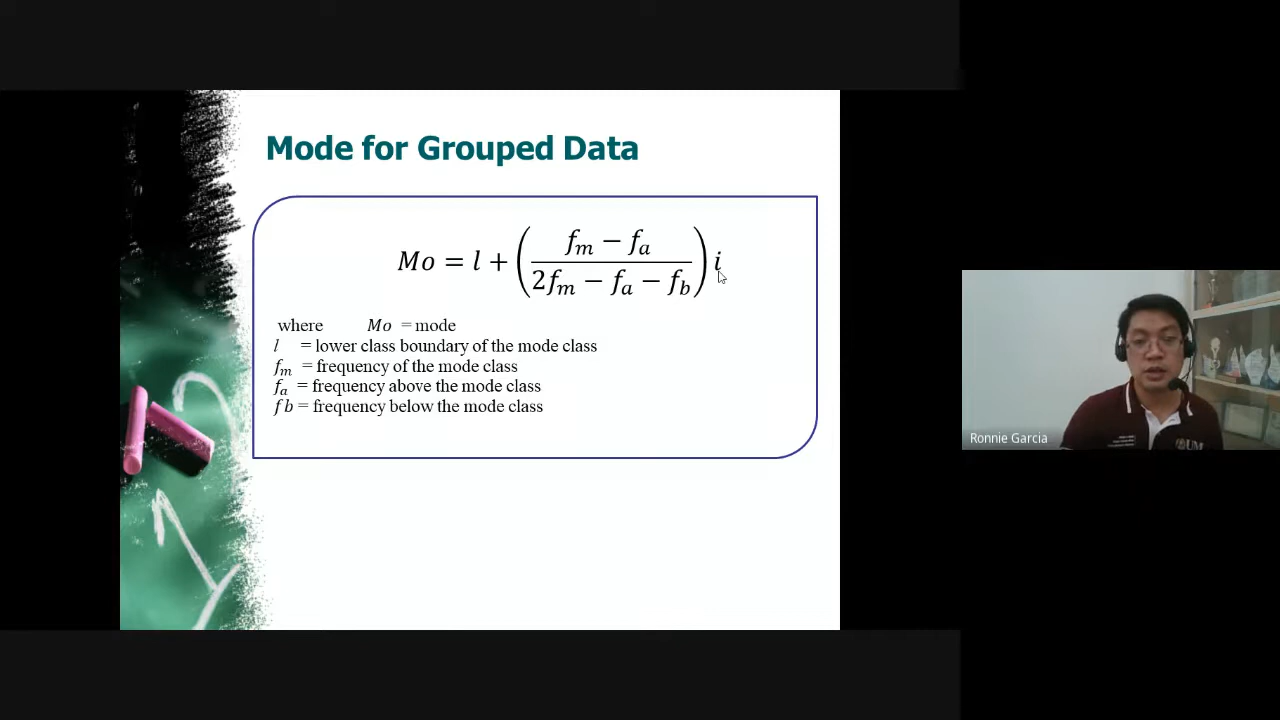 Mode for Grouped Data
Mo = l + ( (f_m − f_a) / (2f_m − f_a − f_b) ) i
where Mo = mode
l = lower class boundary of the mode class
f_m = frequency of the mode class
f_a = frequency above the mode class
f b = frequency below the mode class
Ronnie Garcia
UM